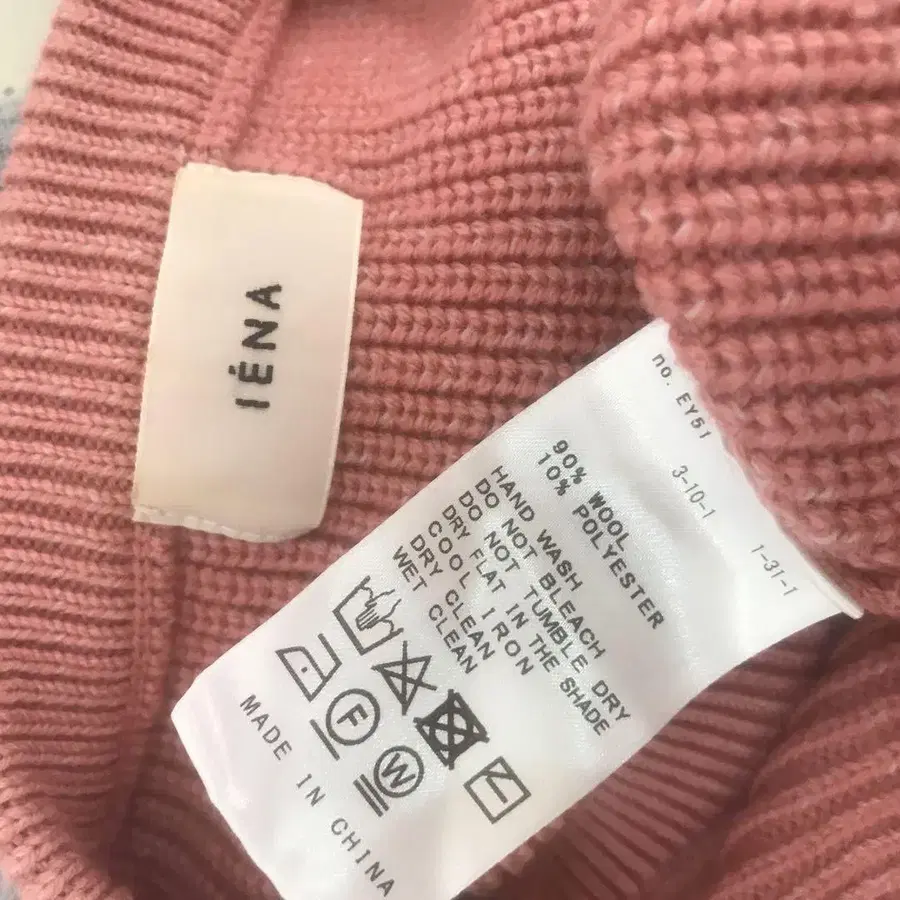 IÉNA
no. EY51 3-10-1 1-31-1
90% WOOL
10% POLYESTER
HAND WASH
DO NOT BLEACH
DO NOT TUMBLE DRY
DRY FLAT IN THE SHADE
COOL IRON
DRY CLEAN
WET CLEAN
F
W
MADE IN CHINA